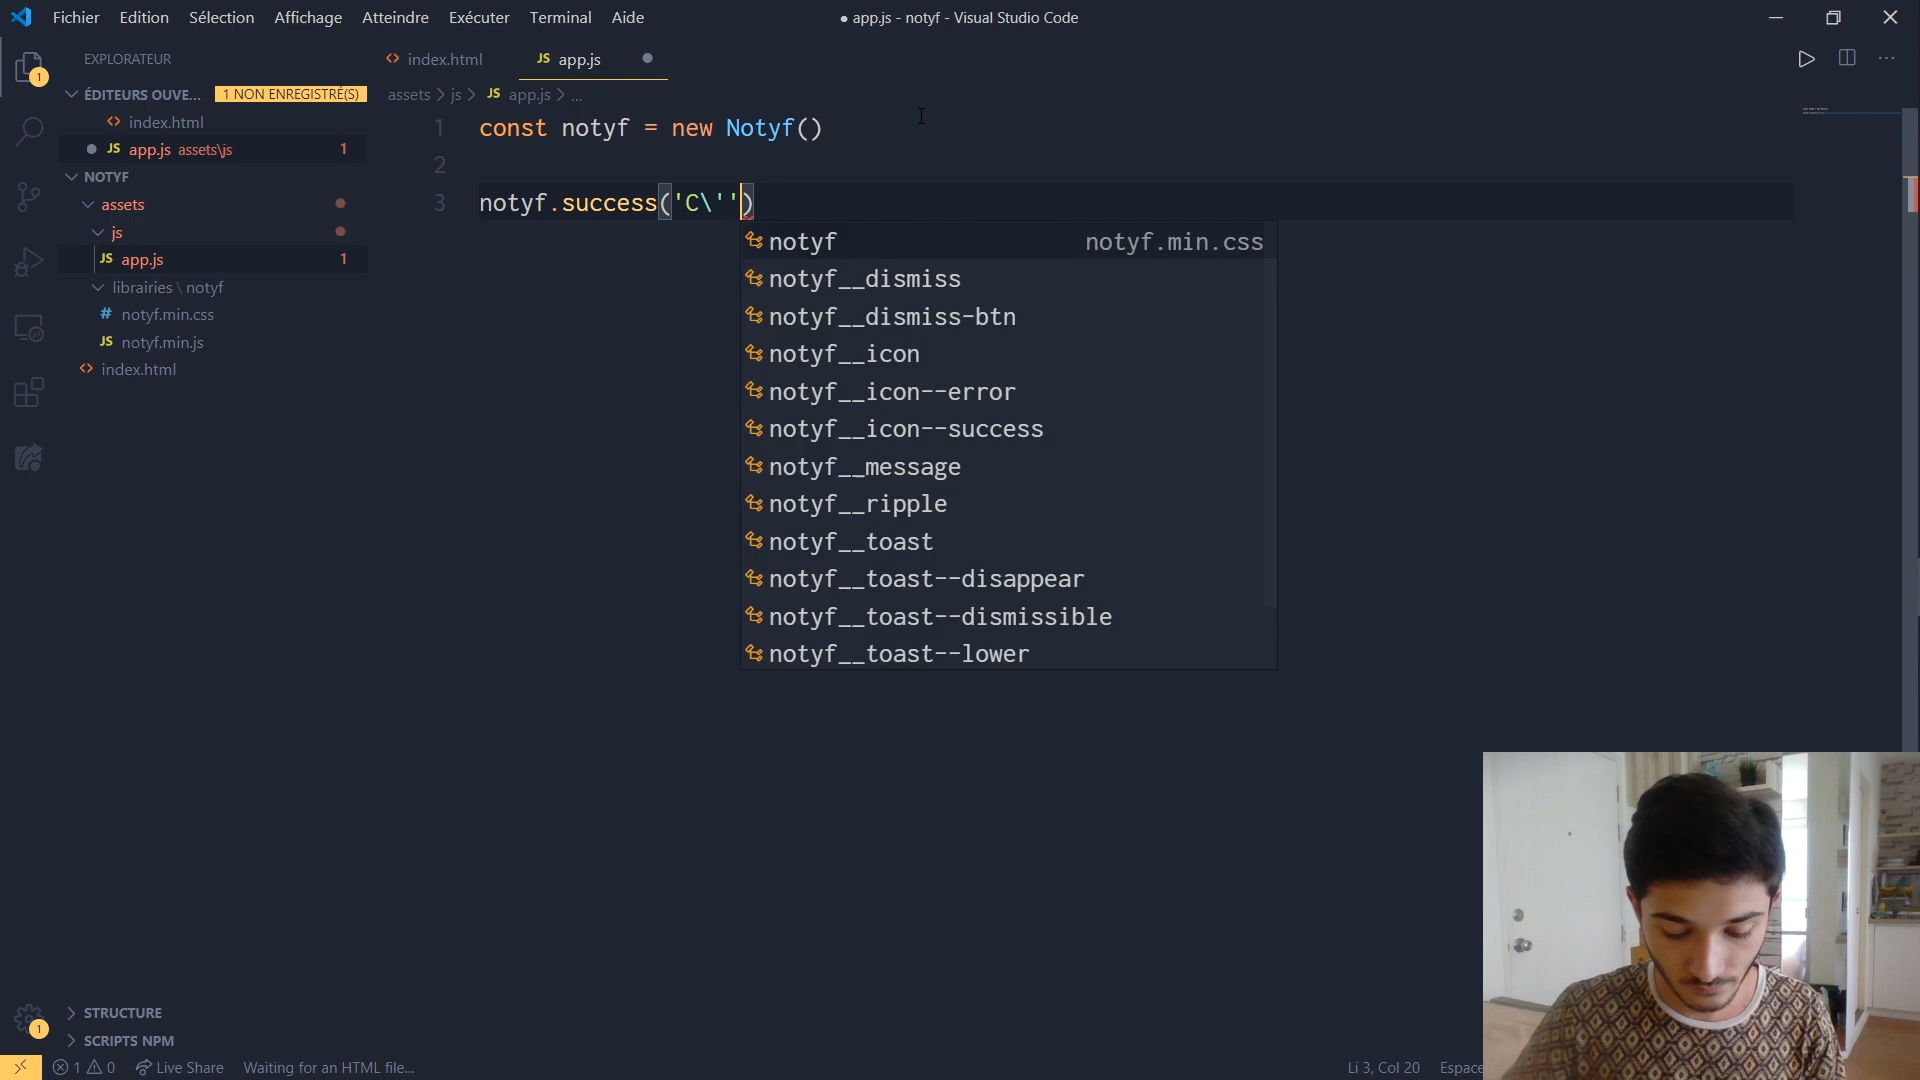 Fichier Edition Sélection Affichage Atteindre Exécuter Terminal Aide
● app.js - notyf - Visual Studio Code
EXPLORATEUR
index.html
JS app.js
1
ÉDITEURS OUVE... 1 NON ENREGISTRÉ(S)
assets > js > JS app.js > ...
index.html
1 const notyf = new Notyf()
JS app.js assets\js 1
2
NOTYF
assets
3 notyf.success('C\'')
js
JS app.js 1
librairies \ notyf
# notyf.min.css
JS notyf.min.js
index.html
notyf notyf.min.css
notyf__dismiss
notyf__dismiss-btn
notyf__icon
notyf__icon--error
notyf__icon--success
notyf__message
notyf__ripple
notyf__toast
notyf__toast--disappear
notyf__toast--dismissible
notyf__toast--lower
STRUCTURE
1
SCRIPTS NPM
1 0 Live Share Waiting for an HTML file...
Li 3, Col 20